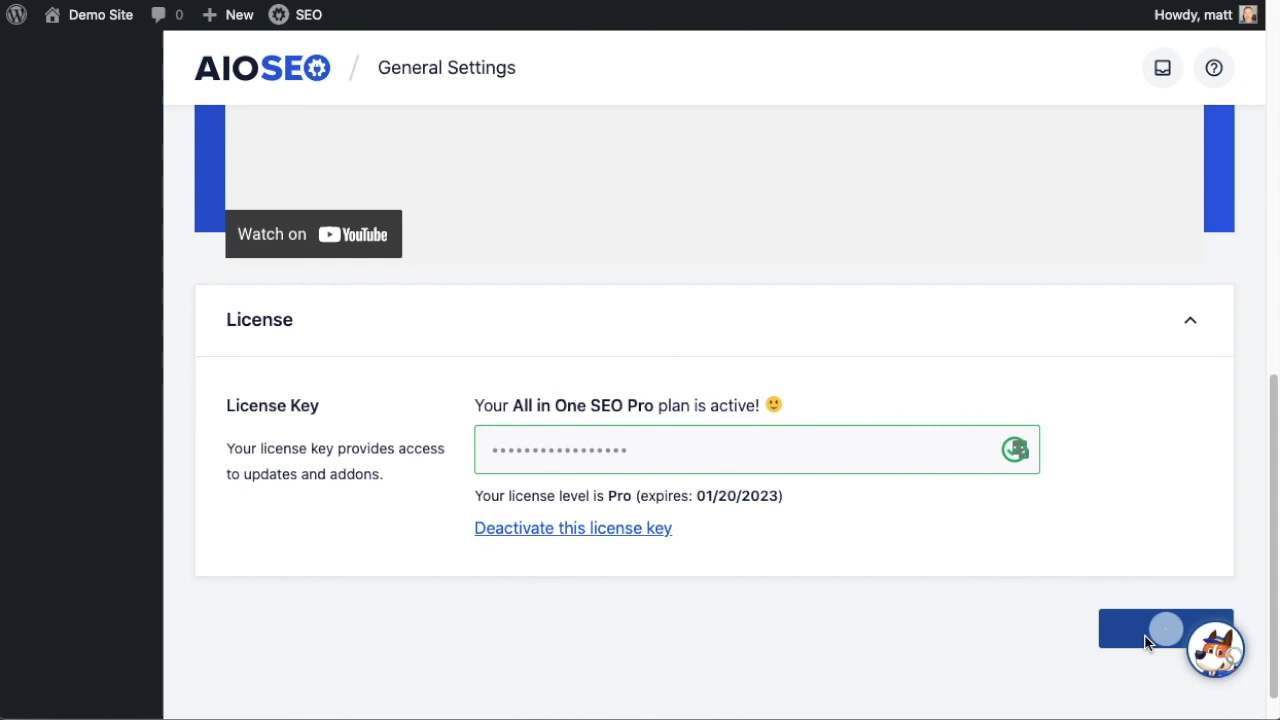 Demo Site 0 New SEO Howdy, matt
AIOSEO / General Settings
Watch on YouTube
License
License Key
Your license key provides access
to updates and addons.
Your All in One SEO Pro plan is active! 🙂
•••••••••••••••••
Your license level is Pro (expires: 01/20/2023)
Deactivate this license key